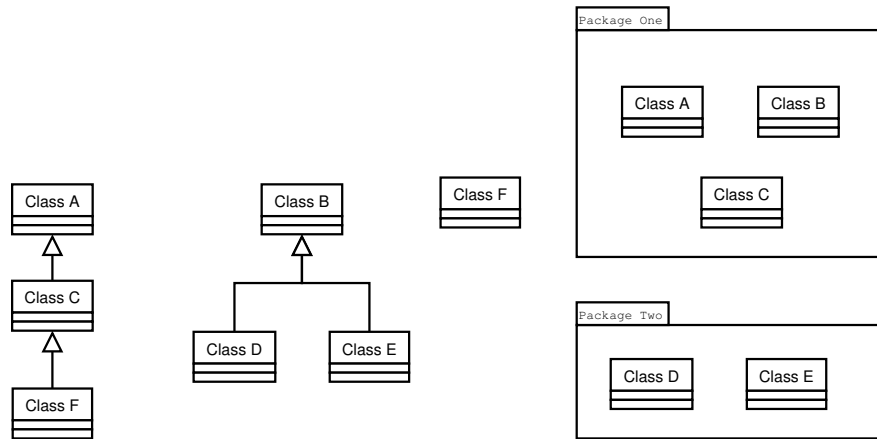 Package One
Class A
Class B
Class C
Class A
Class B
Class F
Class C
Package Two
Class D
Class E
Class D
Class E
Class F